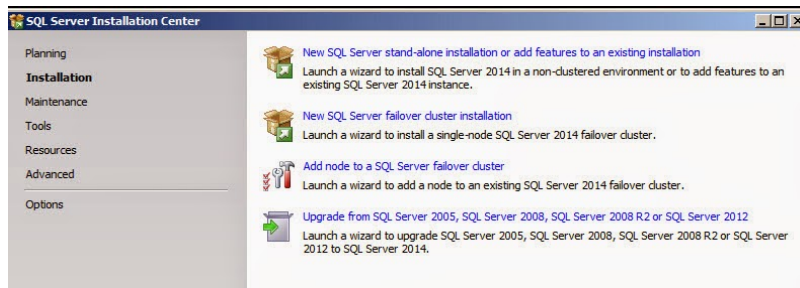 SQL Server Installation Center
Planning
Installation
Maintenance
Tools
Resources
Advanced
Options
New SQL Server stand-alone installation or add features to an existing installation
Launch a wizard to install SQL Server 2014 in a non-clustered environment or to add features to an
existing SQL Server 2014 instance.
New SQL Server failover cluster installation
Launch a wizard to install a single-node SQL Server 2014 failover cluster.
Add node to a SQL Server failover cluster
Launch a wizard to add a node to an existing SQL Server 2014 failover cluster.
Upgrade from SQL Server 2005, SQL Server 2008, SQL Server 2008 R2 or SQL Server 2012
Launch a wizard to upgrade SQL Server 2005, SQL Server 2008, SQL Server 2008 R2 or SQL Server
2012 to SQL Server 2014.